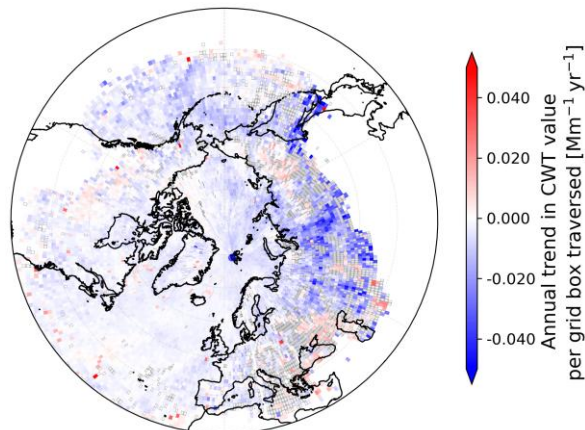 0.040
0.020
0.000
-0.020
-0.040
Annual trend in CWT value
per grid box traversed [Mm⁻¹ yr⁻¹]